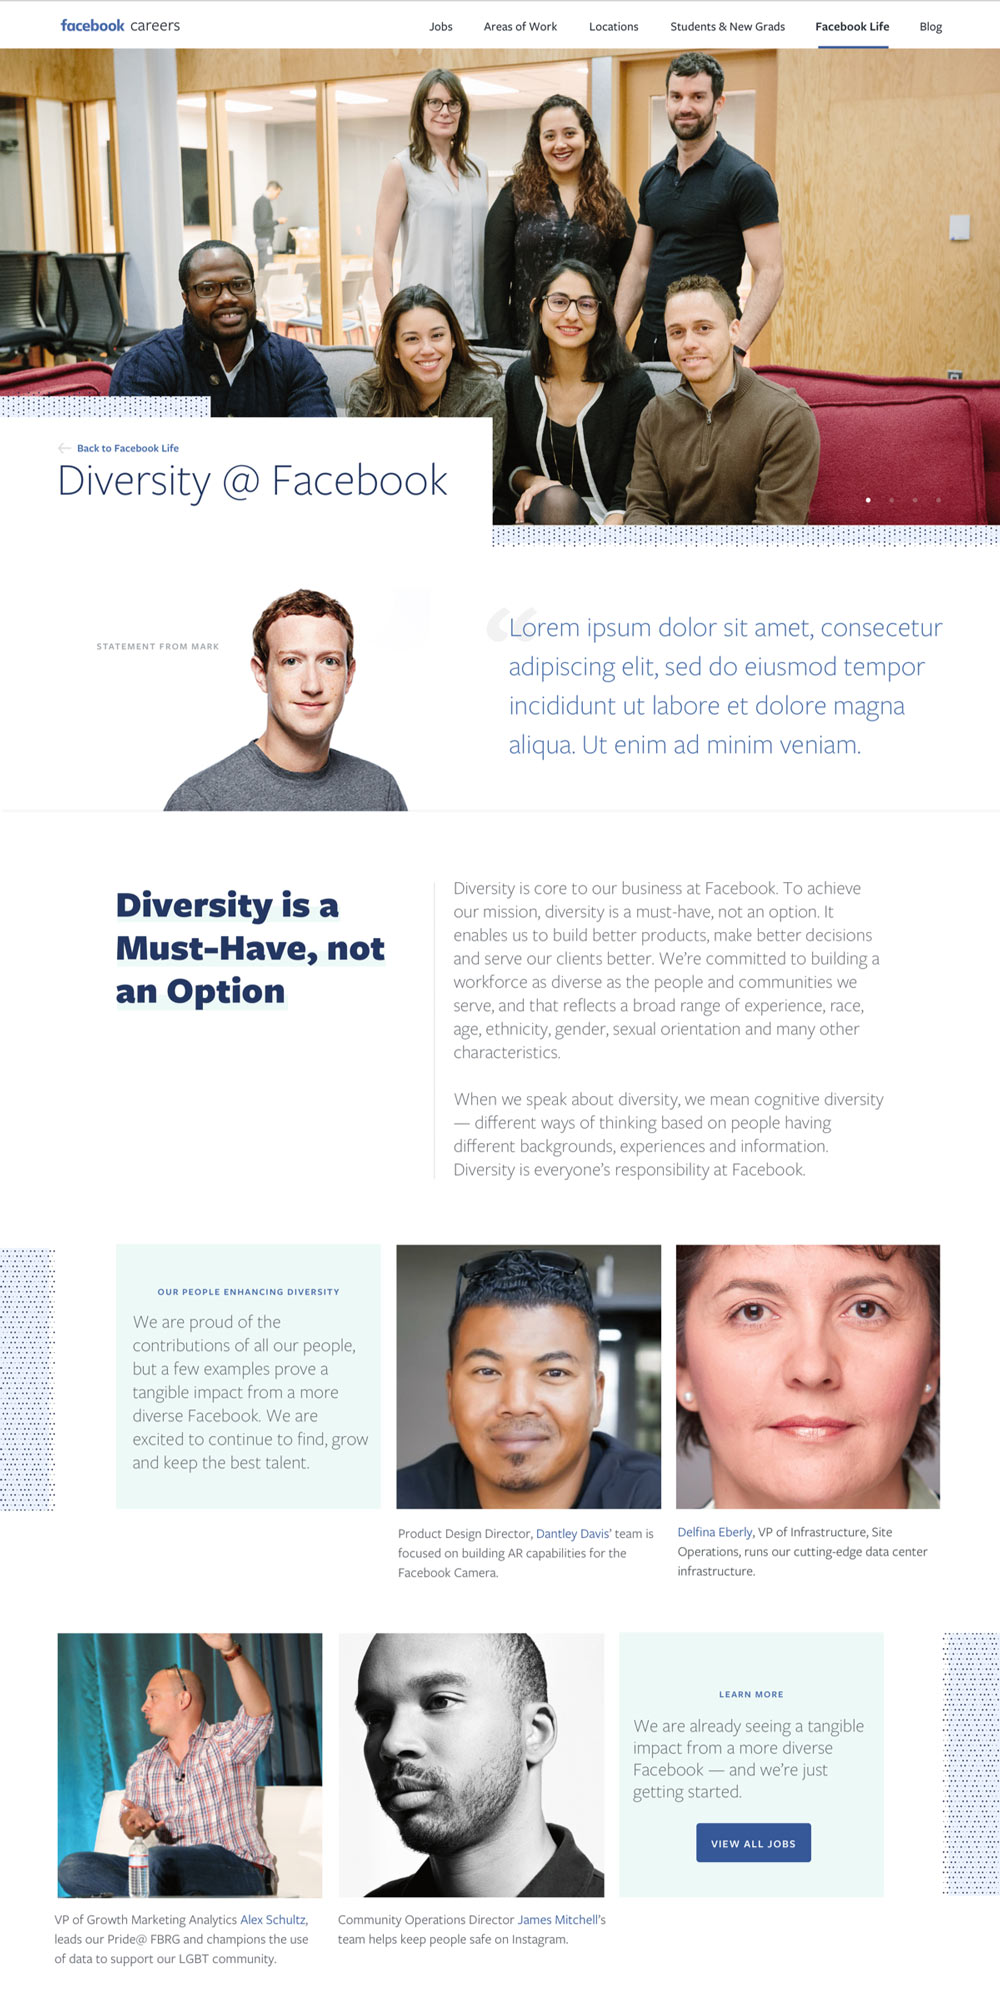 facebook careers
Jobs
Areas of Work
Locations
Students & New Grads
Facebook Life
Blog
← Back to Facebook Life
Diversity @ Facebook
STATEMENT FROM MARK
“Lorem ipsum dolor sit amet, consecetur
adipiscing elit, sed do eiusmod tempor
incididunt ut labore et dolore magna
aliqua. Ut enim ad minim veniam.
Diversity is a
Must-Have, not
an Option
Diversity is core to our business at Facebook. To achieve
our mission, diversity is a must-have, not an option. It
enables us to build better products, make better decisions
and serve our clients better. We’re committed to building a
workforce as diverse as the people and communities we
serve, and that reflects a broad range of experience, race,
age, ethnicity, gender, sexual orientation and many other
characteristics.
When we speak about diversity, we mean cognitive diversity
— different ways of thinking based on people having
different backgrounds, experiences and information.
Diversity is everyone’s responsibility at Facebook.
OUR PEOPLE ENHANCING DIVERSITY
We are proud of the
contributions of all our people,
but a few examples prove a
tangible impact from a more
diverse Facebook. We are
excited to continue to find, grow
and keep the best talent.
Product Design Director, Dantley Davis’ team is
focused on building AR capabilities for the
Facebook Camera.
Delfina Eberly, VP of Infrastructure, Site
Operations, runs our cutting-edge data center
infrastructure.
VP of Growth Marketing Analytics Alex Schultz,
leads our Pride@ FBRG and champions the use
of data to support our LGBT community.
Community Operations Director James Mitchell’s
team helps keep people safe on Instagram.
LEARN MORE
We are already seeing a tangible
impact from a more diverse
Facebook — and we’re just
getting started.
VIEW ALL JOBS